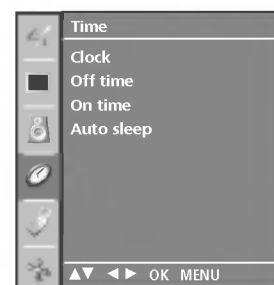 Time
Clock
Off time
On time
Auto sleep
▲▼ ◄► OK MENU